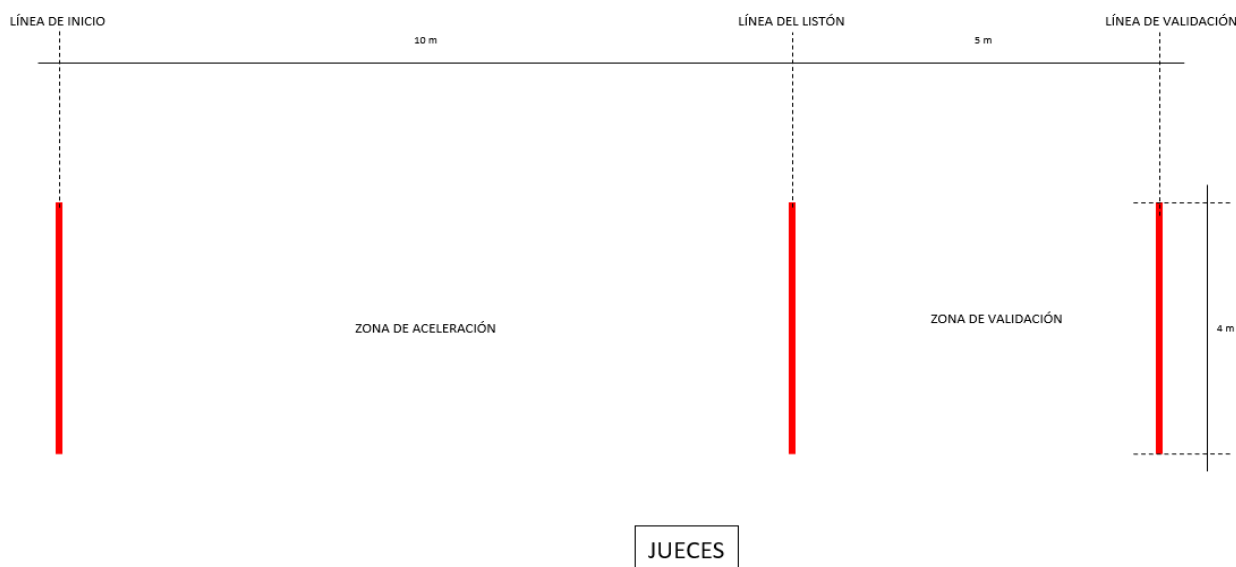 LÍNEA DE INICIO
LÍNEA DEL LISTÓN
LÍNEA DE VALIDACIÓN
10 m
5 m
ZONA DE ACELERACIÓN
ZONA DE VALIDACIÓN
4 m
JUECES